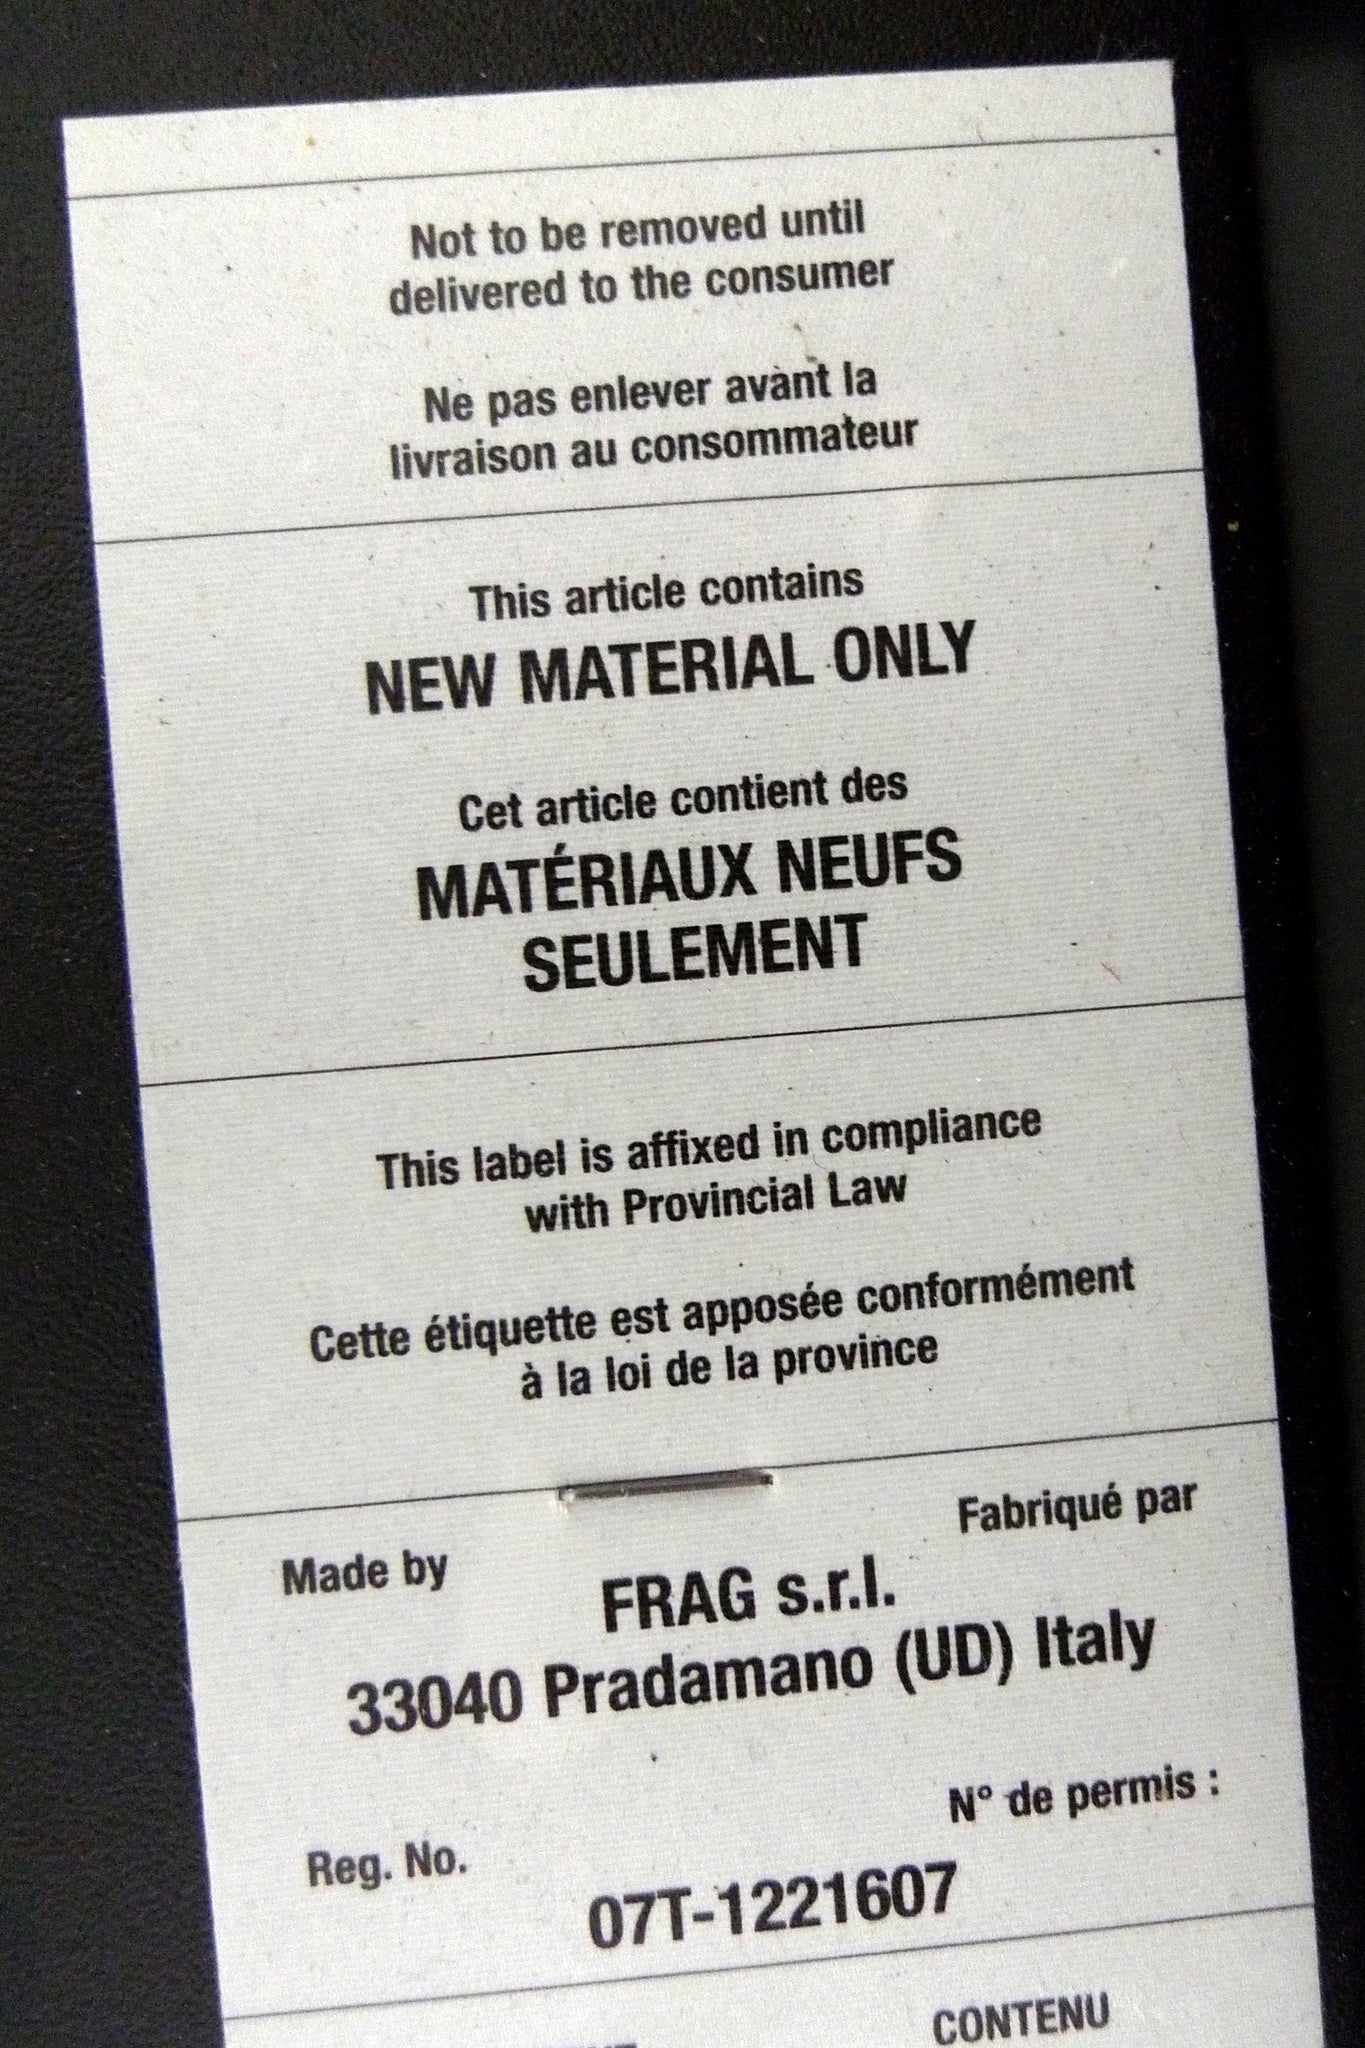 Not to be removed until
delivered to the consumer
Ne pas enlever avant la
livraison au consommateur
This article contains
NEW MATERIAL ONLY
Cet article contient des
MATÉRIAUX NEUFS
SEULEMENT
This label is affixed in compliance
with Provincial Law
Cette étiquette est apposée conformément
à la loi de la province
Made by
Fabriqué par
FRAG s.r.l.
33040 Pradamano (UD) Italy
Reg. No.
N° de permis :
07T-1221607
CONTENU